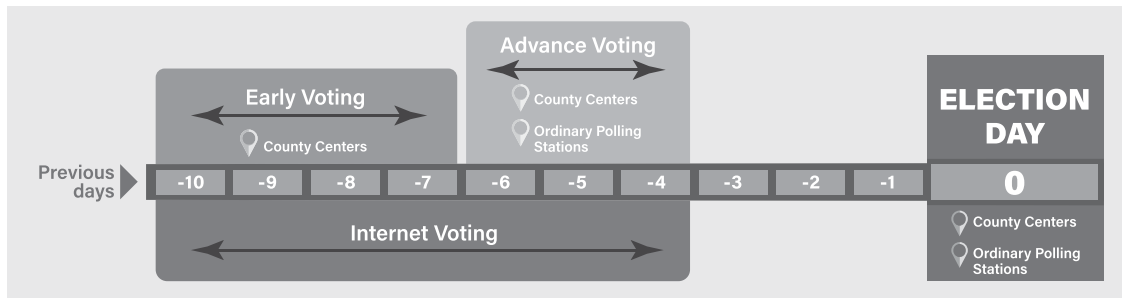 Advance Voting
County Centers
Ordinary Polling
Stations
Early Voting
County Centers
ELECTION
DAY
Previous
days
-10 -9 -8 -7 -6 -5 -4 -3 -2 -1 0
Internet Voting
County Centers
Ordinary Polling
Stations